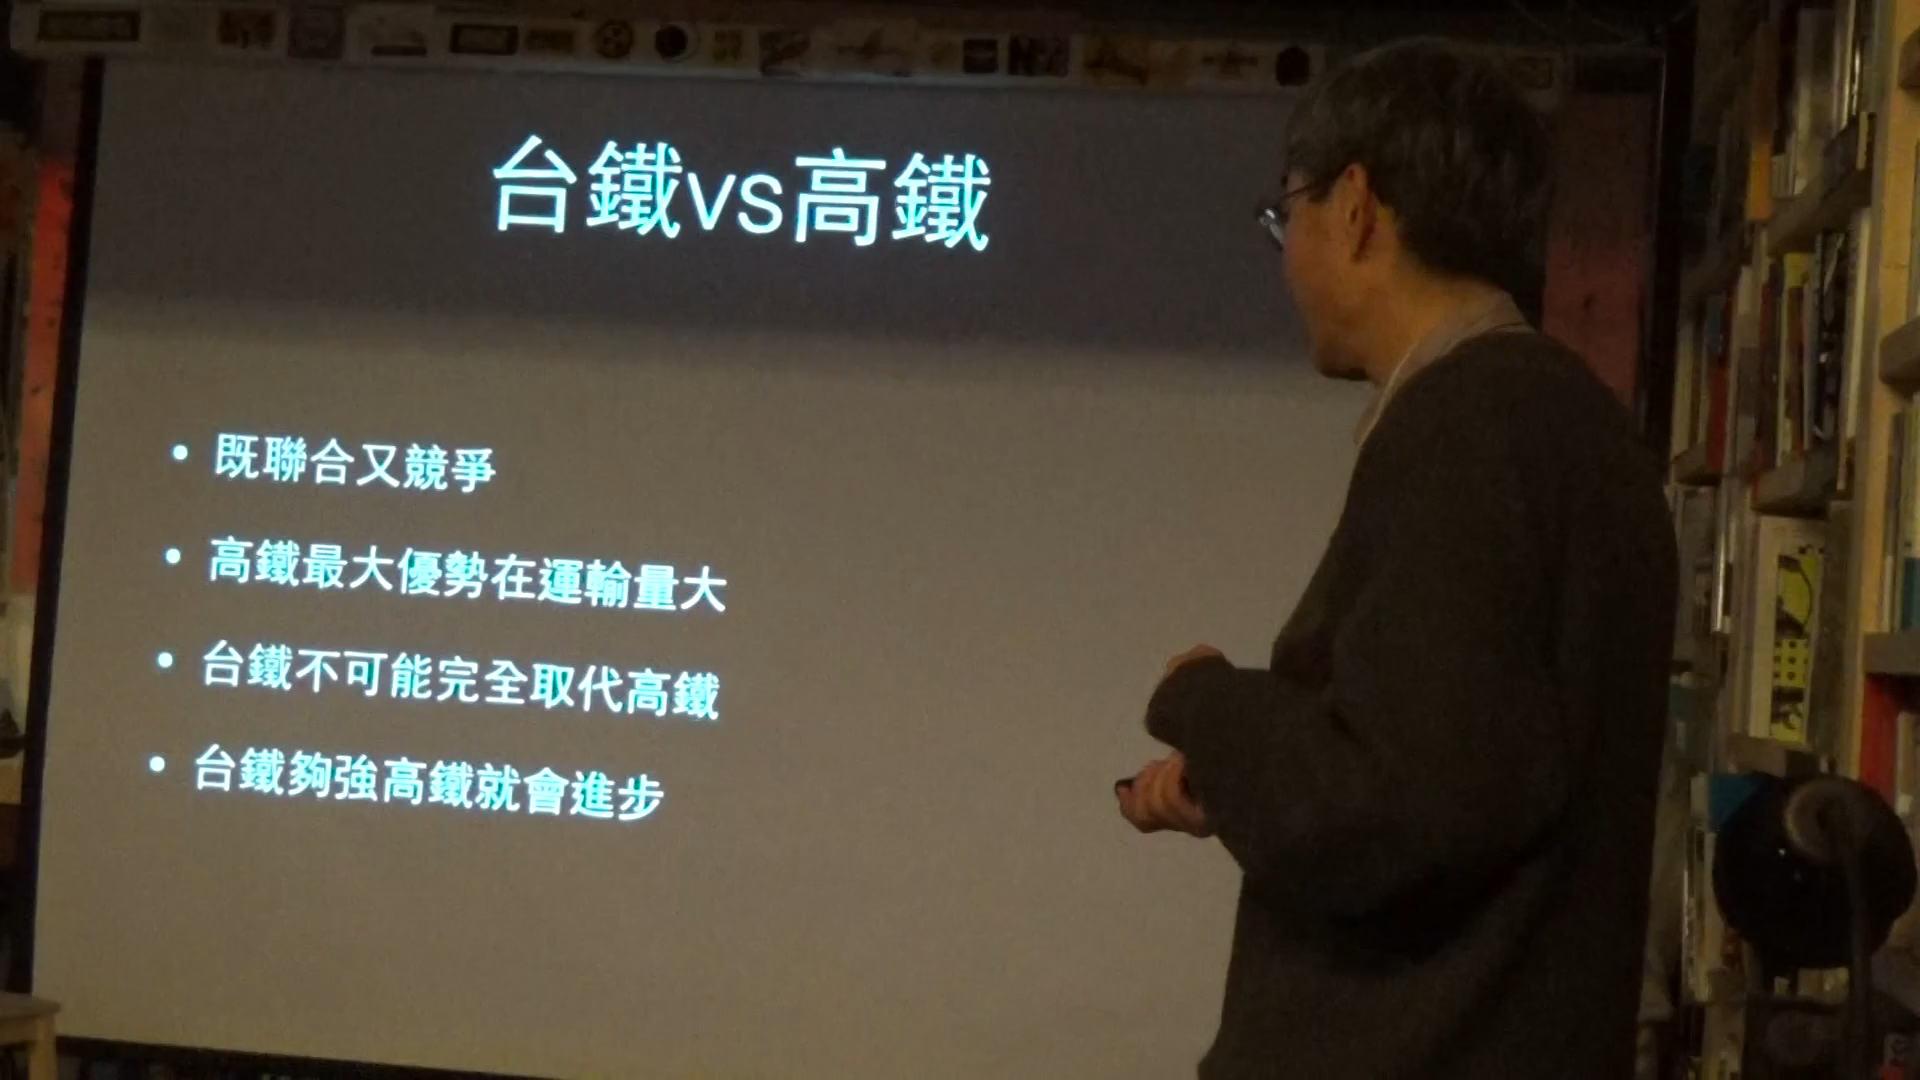 台鐵vs高鐵
• 既聯合又競爭
• 高鐵最大優勢在運輸量大
• 台鐵不可能完全取代高鐵
• 台鐵夠強高鐵就會進步